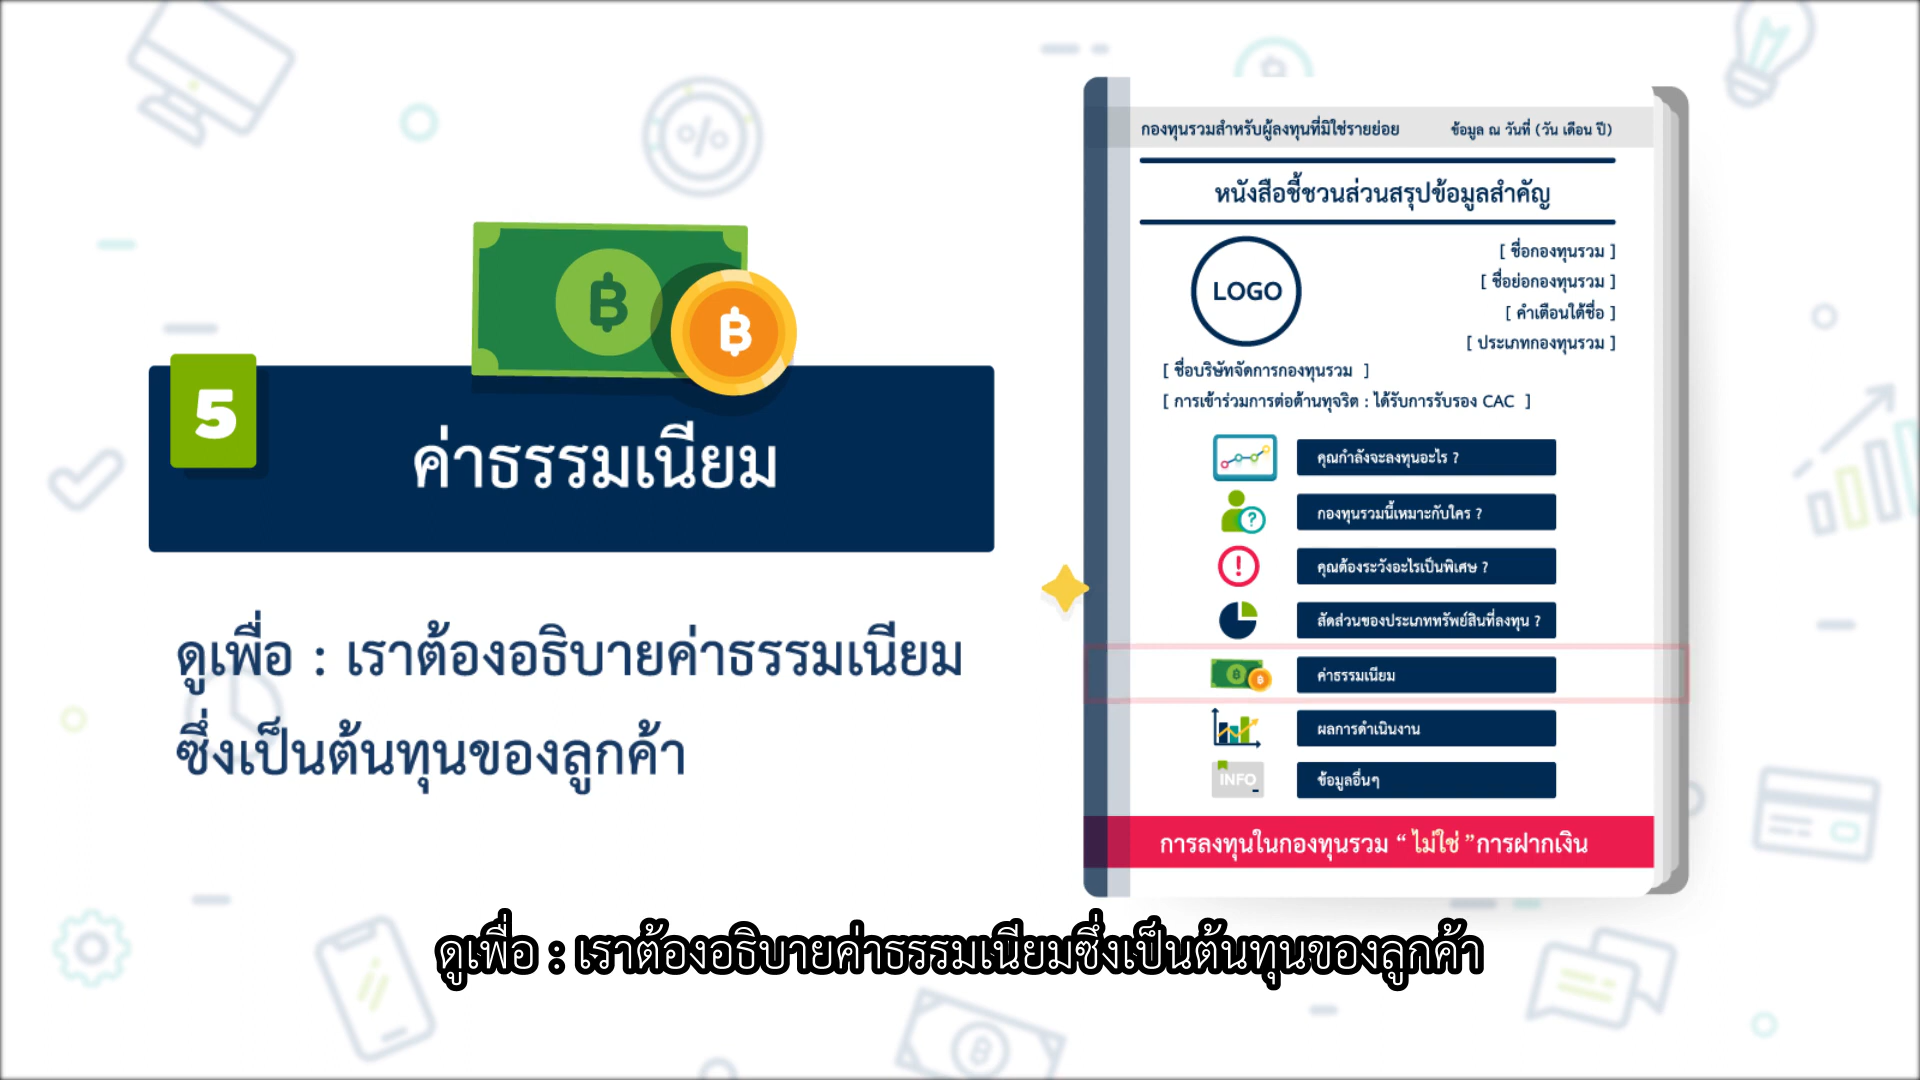 5
ค่าธรรมเนียม
ดูเพื่อ : เราต้องอธิบายค่าธรรมเนียม
ซึ่งเป็นต้นทุนของลูกค้า
กองทุนรวมสำหรับผู้ลงทุนที่มิใช่รายย่อย
ข้อมูล ณ วันที่ (วัน เดือน ปี)
หนังสือชี้ชวนส่วนสรุปข้อมูลสำคัญ
LOGO
[ ชื่อกองทุนรวม ]
[ ชื่อย่อกองทุนรวม ]
[ คำเตือนใต้ชื่อ ]
[ ประเภทกองทุนรวม ]
[ ชื่อบริษัทจัดการกองทุนรวม ]
[ การเข้าร่วมการต่อต้านทุจริต : ได้รับการรับรอง CAC ]
คุณกำลังจะลงทุนอะไร ?
กองทุนรวมนี้เหมาะกับใคร ?
คุณต้องระวังอะไรเป็นพิเศษ ?
สัดส่วนของประเภททรัพย์สินที่ลงทุน ?
ค่าธรรมเนียม
ผลการดำเนินงาน
INFO
ข้อมูลอื่นๆ
การลงทุนในกองทุนรวม “ ไม่ใช่ ”การฝากเงิน
ดูเพื่อ : เราต้องอธิบายค่าธรรมเนียมซึ่งเป็นต้นทุนของลูกค้า